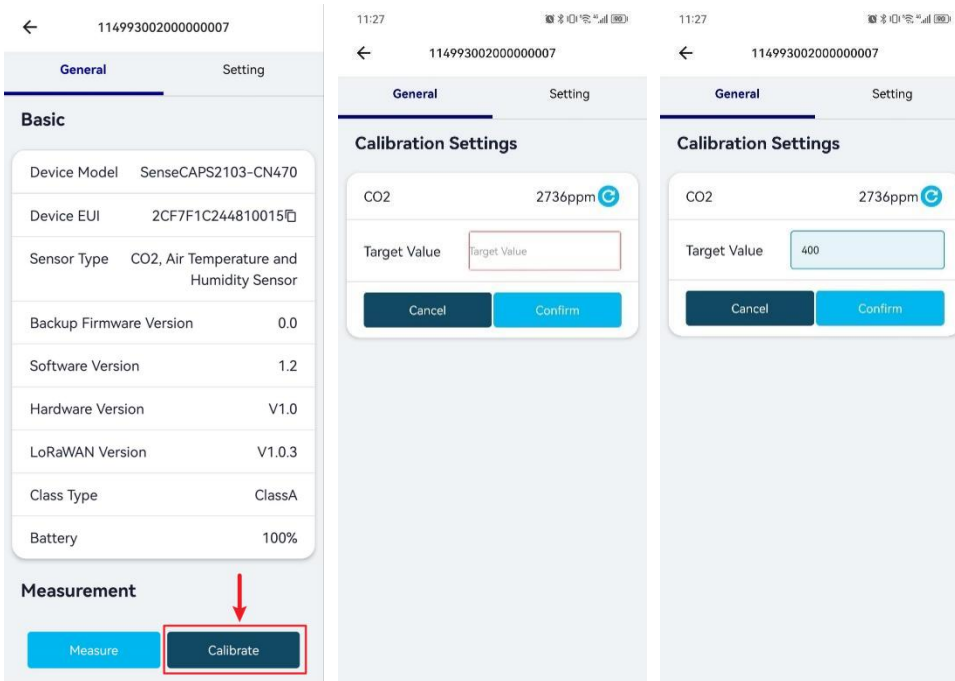 114993002000000007
General Setting
Basic
Device Model SenseCAPS2103-CN470
Device EUI 2CF7F1C244810015
Sensor Type CO2, Air Temperature and
Humidity Sensor
Backup Firmware Version 0.0
Software Version 1.2
Hardware Version V1.0
LoRaWAN Version V1.0.3
Class Type ClassA
Battery 100%
Measurement
Measure Calibrate
11:27 90
114993002000000007
General Setting
Calibration Settings
CO2 2736ppm
Target Value Target Value
Cancel Confirm
11:27 90
114993002000000007
General Setting
Calibration Settings
CO2 2736ppm
Target Value 400
Cancel Confirm